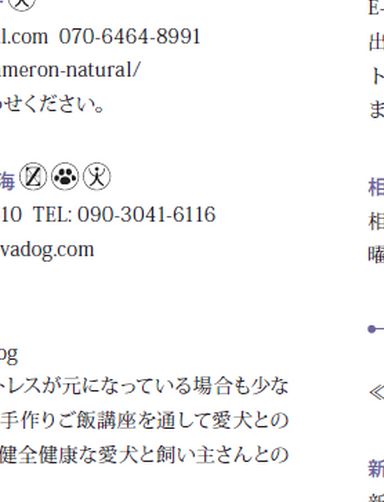 l.com 070-6464-8991
meron-natural/
わせください。
海
10 TEL: 090-3041-6116
vadog.com
og
トレスが元になっている場合も少な
手作りご飯講座を通して愛犬との
健全健康な愛犬と飼い主さんとの
E-
出
ト
ま
相
相
曜
≪
新